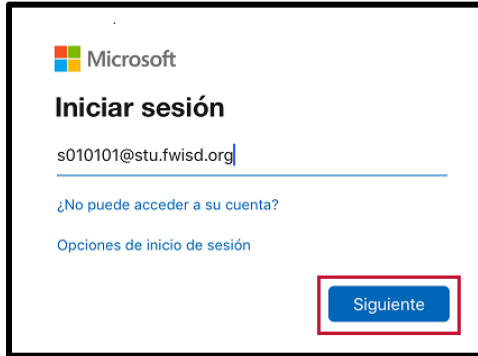 Microsoft
Iniciar sesión
s010101@stu.fwisd.org
¿No puede acceder a su cuenta?
Opciones de inicio de sesión
Siguiente